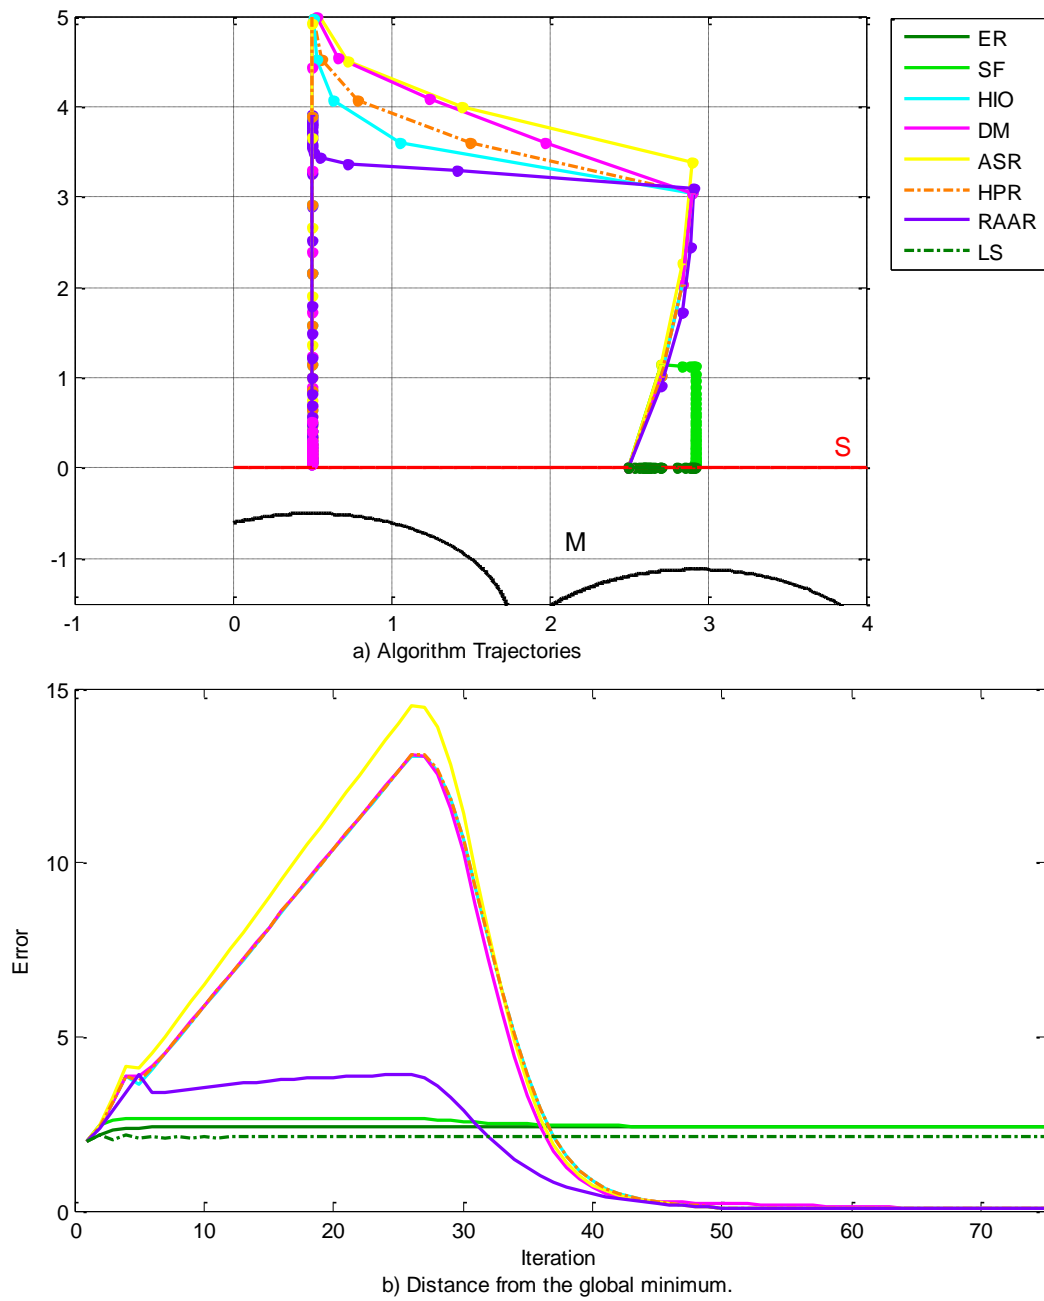 5
4
3
2
1
0
-1
S
M
-1
0
1
2
3
4
a) Algorithm Trajectories
ER
SF
HIO
DM
ASR
HPR
RAAR
LS
15
10
5
0
Error
0
10
20
30
40
50
60
70
Iteration
b) Distance from the global minimum.